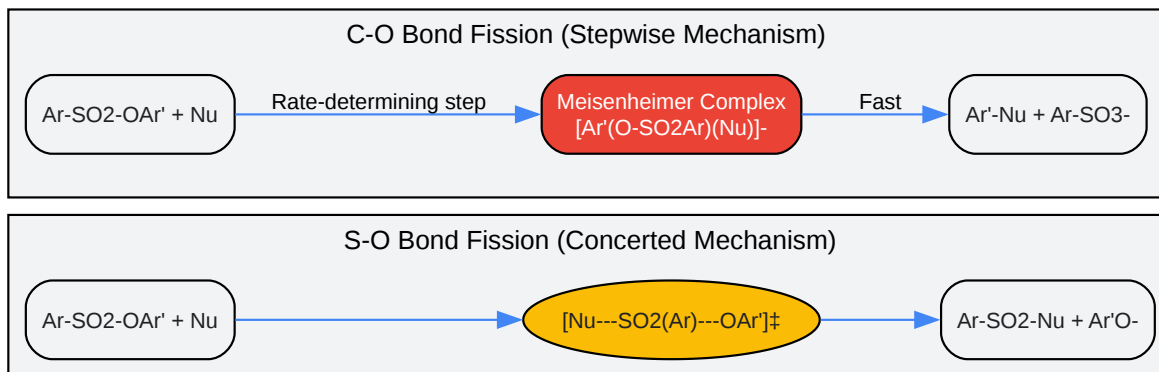 C-O Bond Fission (Stepwise Mechanism)
Ar-SO2-OAr' + Nu
Rate-determining step
Meisenheimer Complex
[Ar'(O-SO2Ar)(Nu)]-
Fast
Ar'-Nu + Ar-SO3-
S-O Bond Fission (Concerted Mechanism)
Ar-SO2-OAr' + Nu
[Nu---SO2(Ar)---OAr']‡
Ar-SO2-Nu + Ar'O-